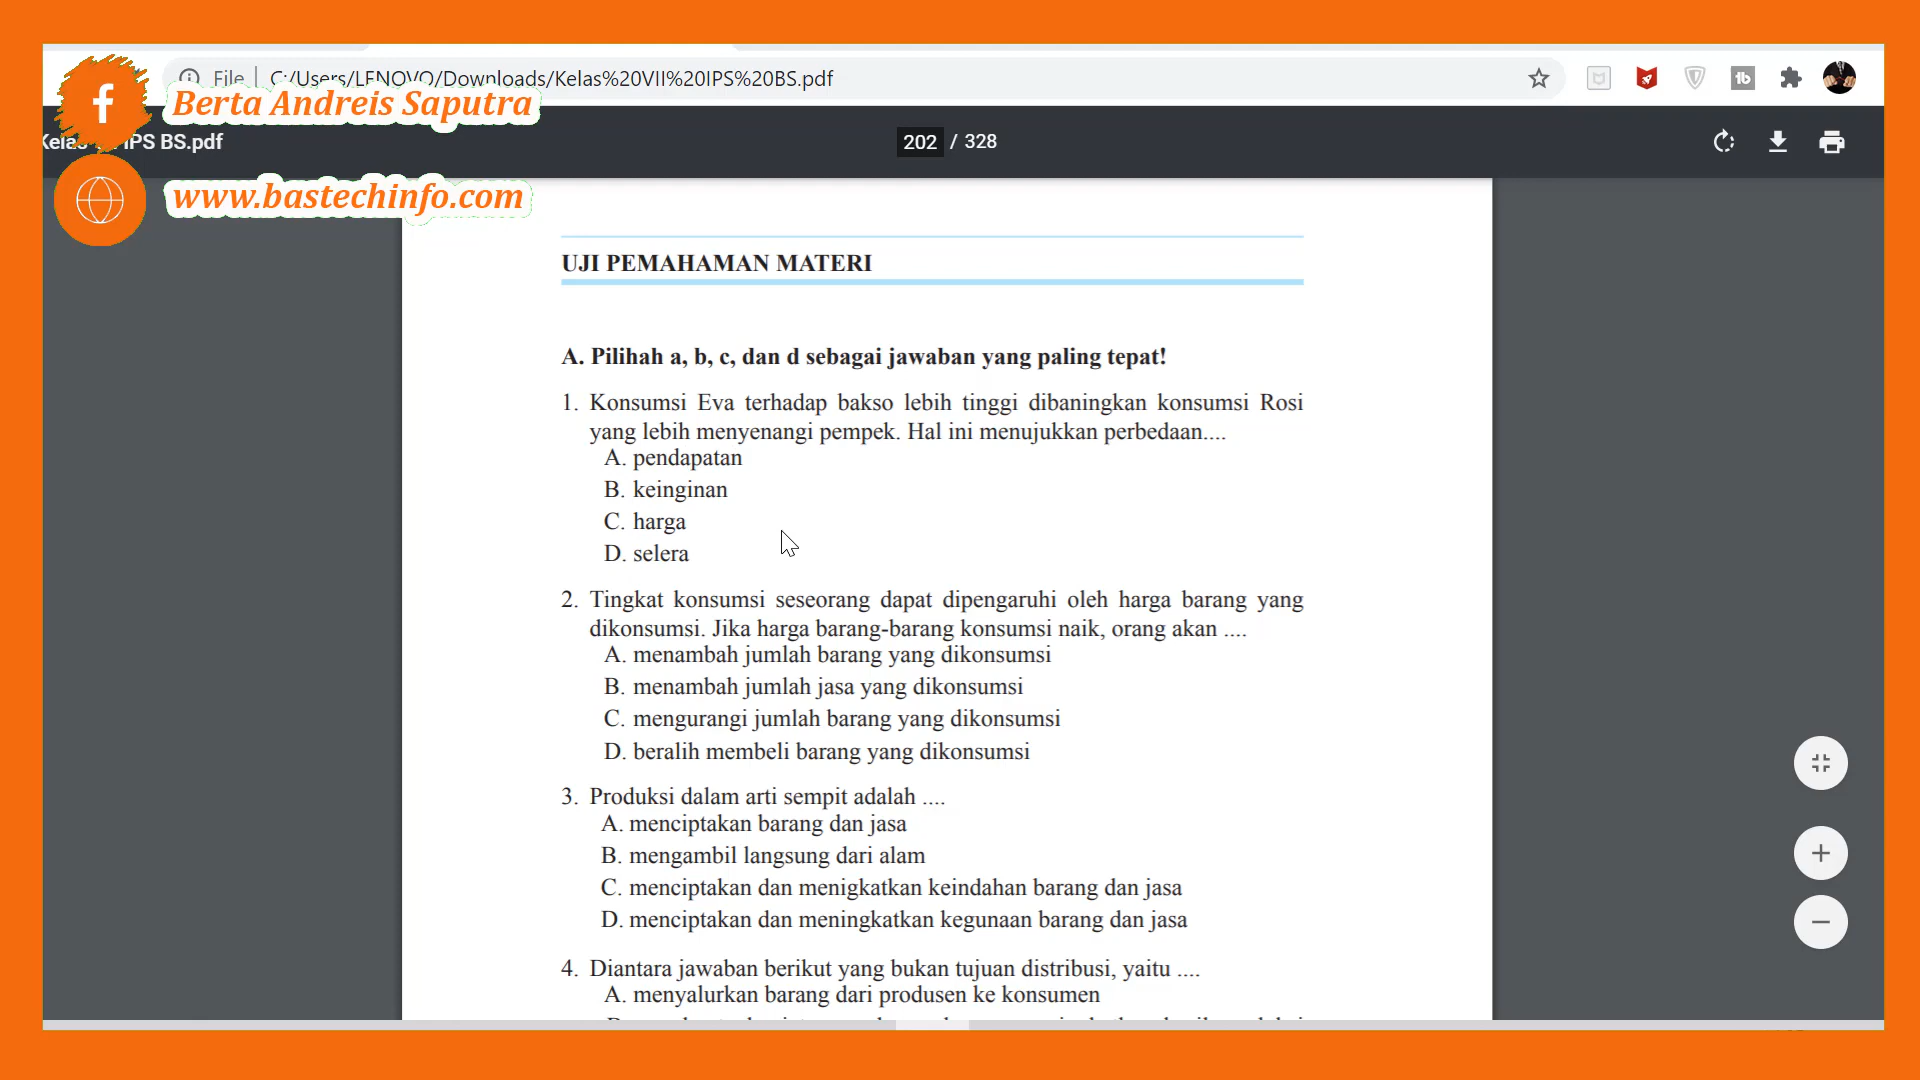 File C:/Users/LENOVO/Downloads/Kelas%20VII%20IPS%20BS.pdf
Berta Andreis Saputra
IPS BS.pdf
202 / 328
www.bastechinfo.com
UJI PEMAHAMAN MATERI
A. Pilihah a, b, c, dan d sebagai jawaban yang paling tepat!
1. Konsumsi Eva terhadap bakso lebih tinggi dibaningkan konsumsi Rosi
yang lebih menyenangi pempek. Hal ini menujukkan perbedaan....
A. pendapatan
B. keinginan
C. harga
D. selera
2. Tingkat konsumsi seseorang dapat dipengaruhi oleh harga barang yang
dikonsumsi. Jika harga barang-barang konsumsi naik, orang akan ....
A. menambah jumlah barang yang dikonsumsi
B. menambah jumlah jasa yang dikonsumsi
C. mengurangi jumlah barang yang dikonsumsi
D. beralih membeli barang yang dikonsumsi
3. Produksi dalam arti sempit adalah ....
A. menciptakan barang dan jasa
B. mengambil langsung dari alam
C. menciptakan dan menigkatkan keindahan barang dan jasa
D. menciptakan dan meningkatkan kegunaan barang dan jasa
4. Diantara jawaban berikut yang bukan tujuan distribusi, yaitu ....
A. menyalurkan barang dari produsen ke konsumen